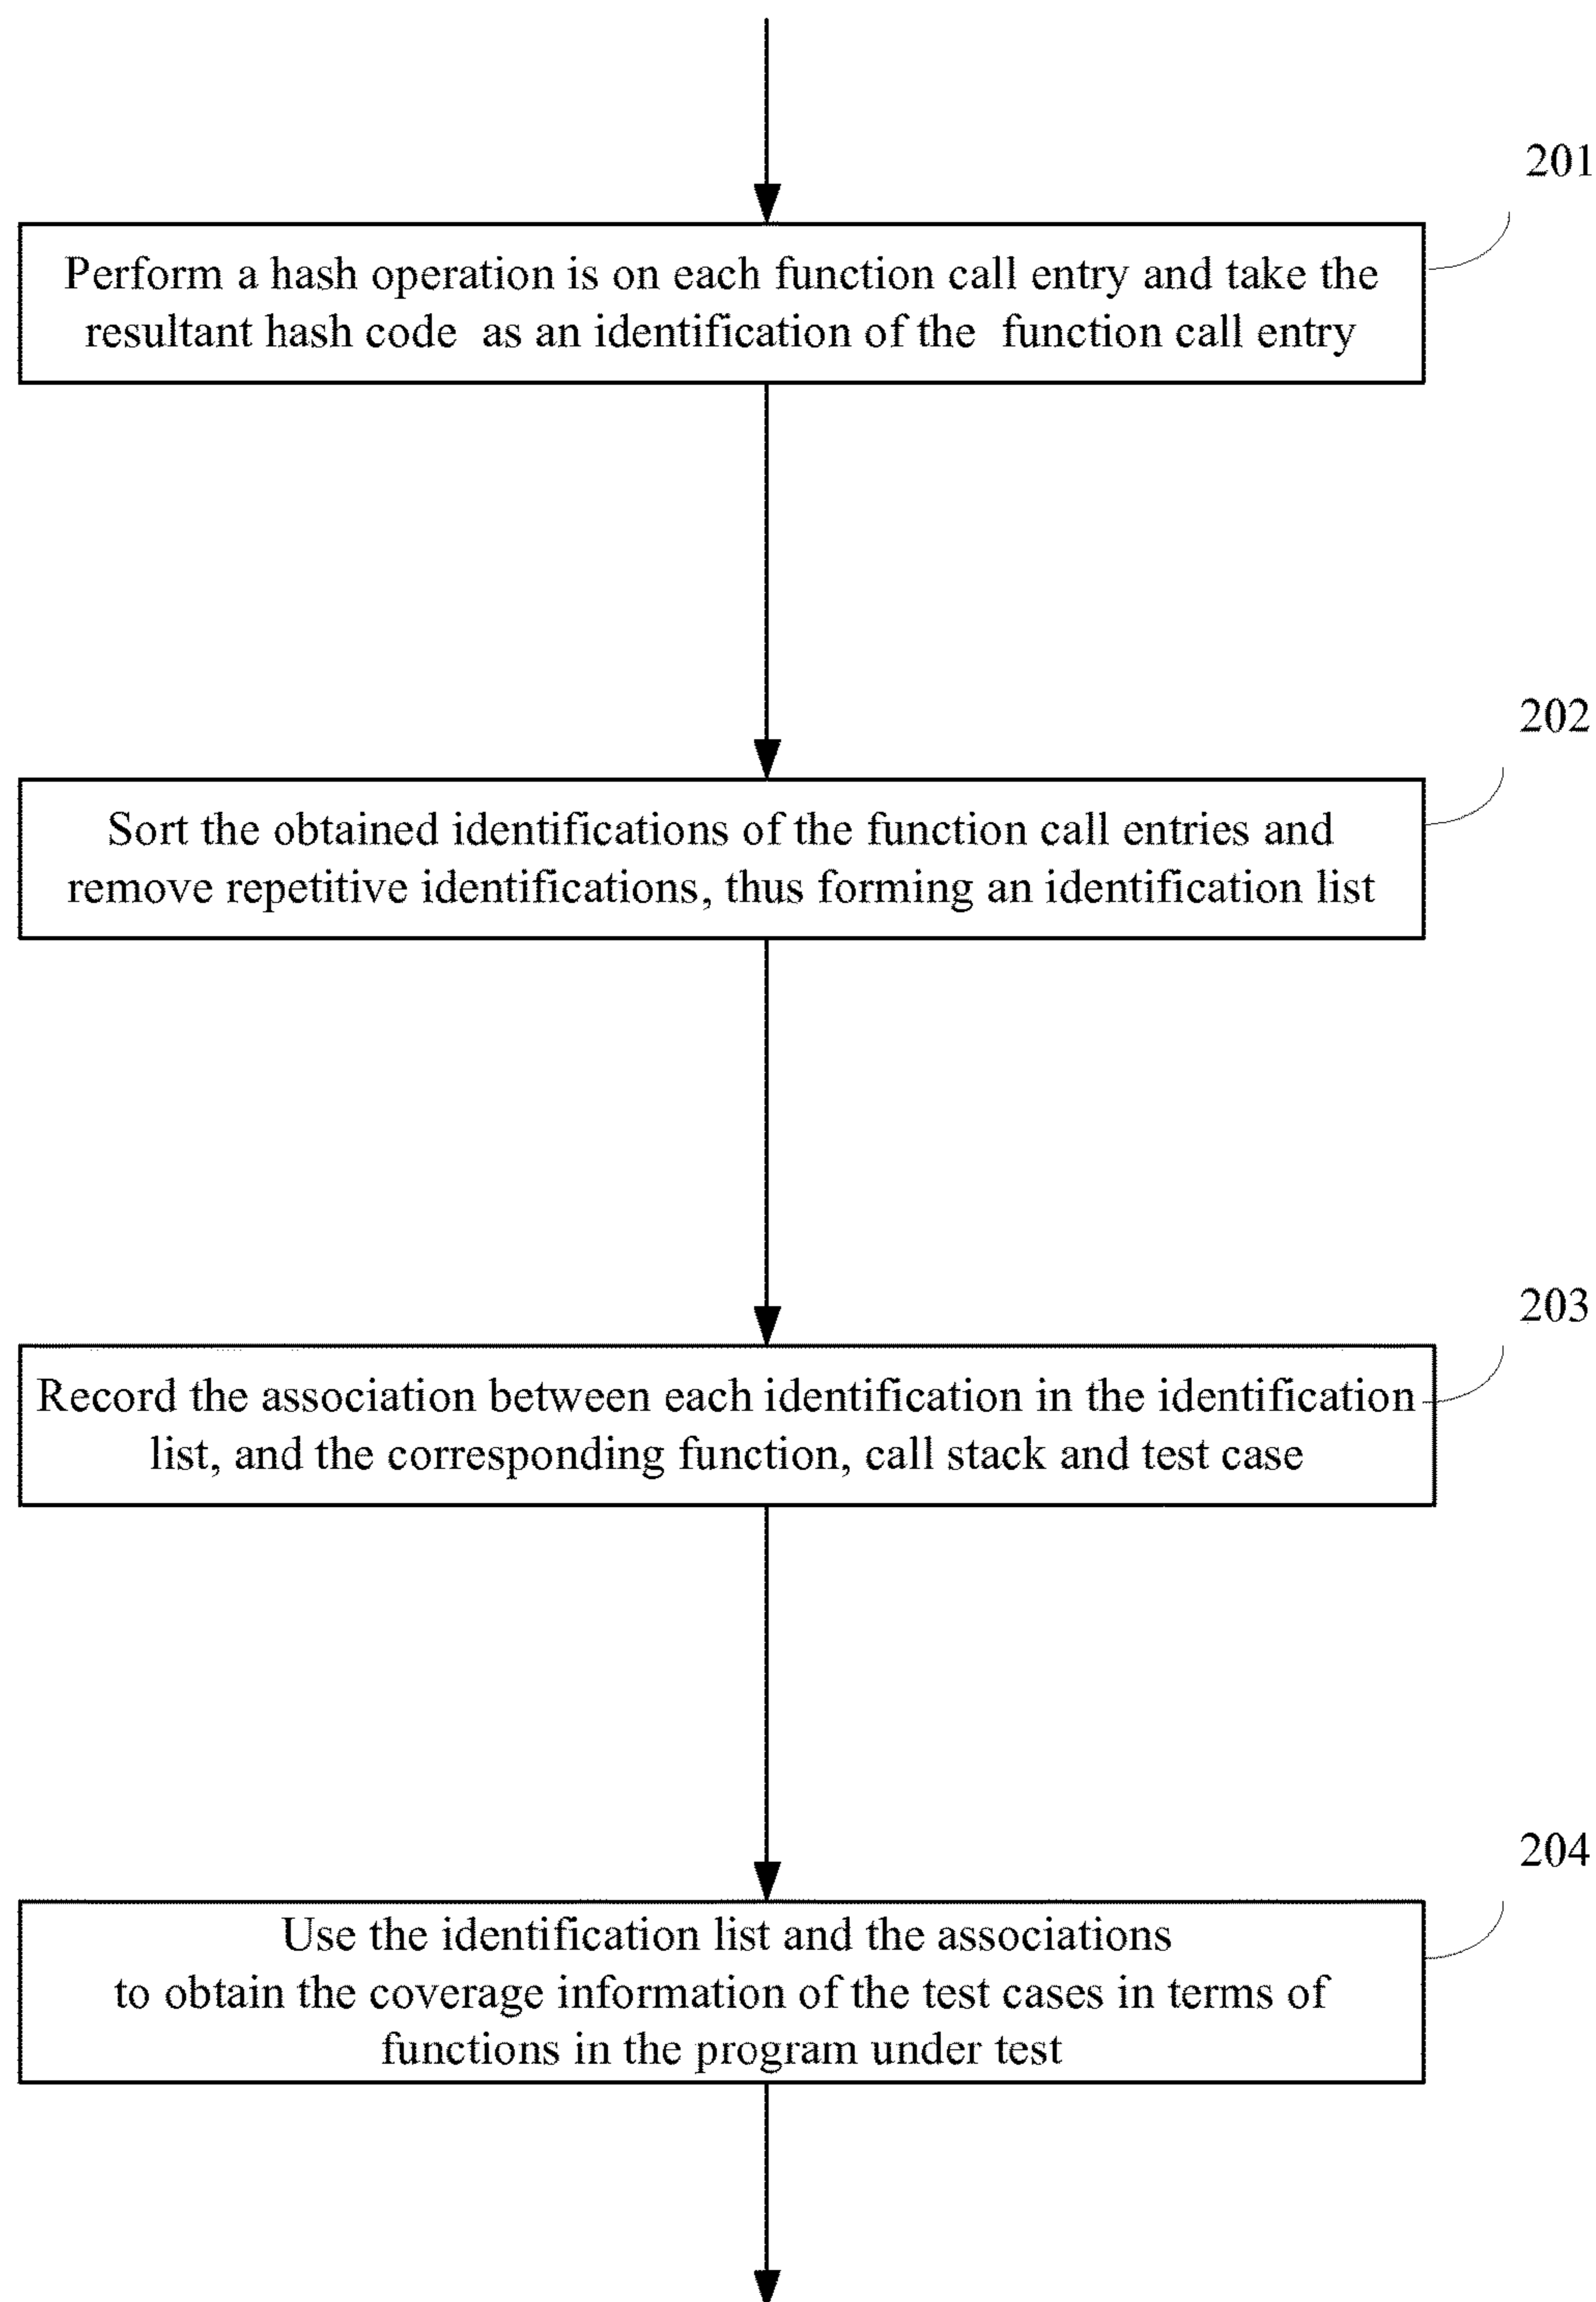 201
Perform a hash operation is on each function call entry and take the
resultant hash code as an identification of the function call entry
202
Sort the obtained identifications of the function call entries and
remove repetitive identifications, thus forming an identification list
203
Record the association between each identification in the identification
list, and the corresponding function, call stack and test case
204
Use the identification list and the associations
to obtain the coverage information of the test cases in terms of
functions in the program under test